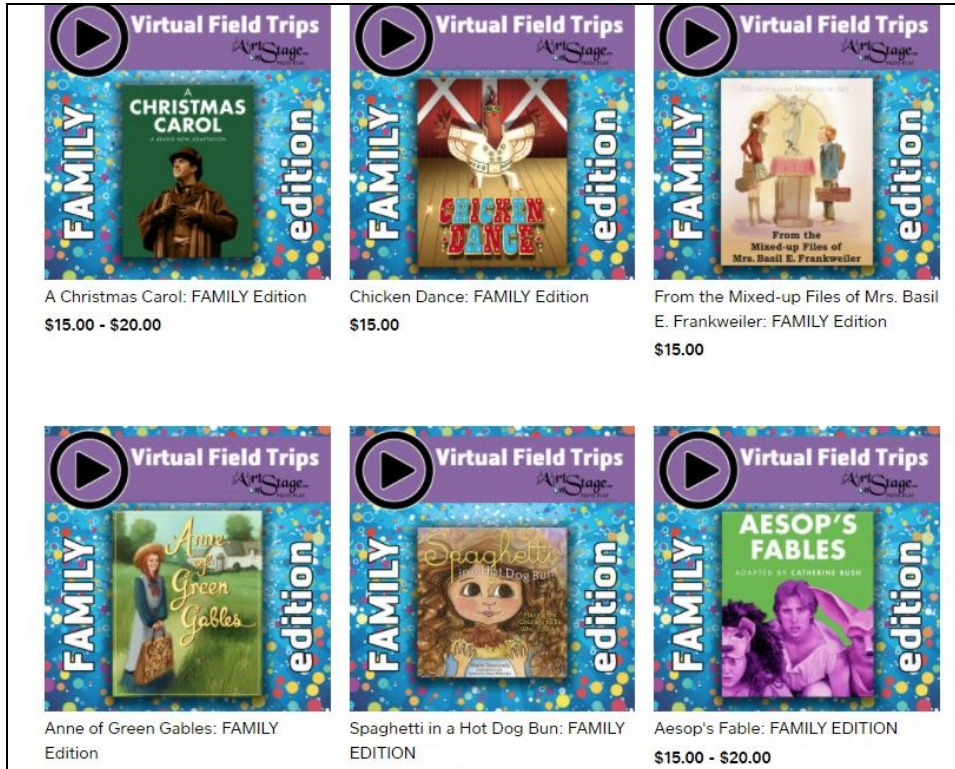 Virtual Field Trips
ArtStage
FAMILY
A
CHRISTMAS
CAROL
A BRAND NEW ADAPTATION
edition
A Christmas Carol: FAMILY Edition
$15.00 - $20.00
Virtual Field Trips
ArtStage
FAMILY
CHICKEN
DANCE
edition
Chicken Dance: FAMILY Edition
$15.00
Virtual Field Trips
ArtStage
FAMILY
From the
Mixed-up Files of
Mrs. Basil E. Frankweiler
edition
From the Mixed-up Files of Mrs. Basil
E. Frankweiler: FAMILY Edition
$15.00
Virtual Field Trips
ArtStage
FAMILY
Anne
of
Green
Gables
edition
Anne of Green Gables: FAMILY
Edition
Virtual Field Trips
ArtStage
FAMILY
Spaghetti
in a Hot Dog Bun
edition
Spaghetti in a Hot Dog Bun: FAMILY
EDITION
Virtual Field Trips
ArtStage
FAMILY
AESOP'S
FABLES
ADAPTED BY CATHERINE BUSH
edition
Aesop's Fable: FAMILY EDITION
$15.00 - $20.00